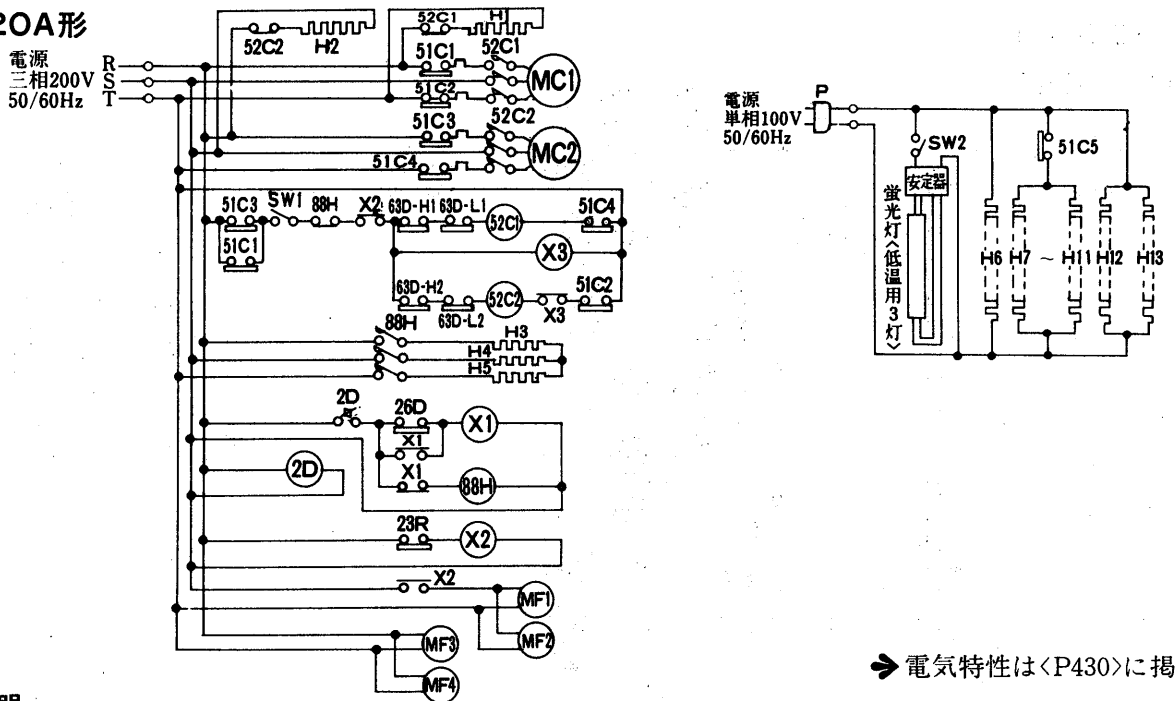 20A形
電源
三相200V
50/60Hz
R
S
T
52C2
H2
52C1
H1
51C1
52C1
MC1
51C2
51C3
52C2
MC2
51C4
51C3
SW1
88H
X2
63D-H1
63D-L1
52C1
51C4
51C1
X3
63D-H2
63D-L2
52C2
X3
51C2
88H
H3
H4
H5
2D
26D
X1
X1
X1
88H
2D
23R
X2
X2
MF1
MF2
MF3
MF4
電源
単相100V
50/60Hz
P
SW2
安定器
蛍光灯〈低温用3灯〉
51C5
H6
H7
~
H11
H12
H13
➔電気特性は〈P430〉に掲